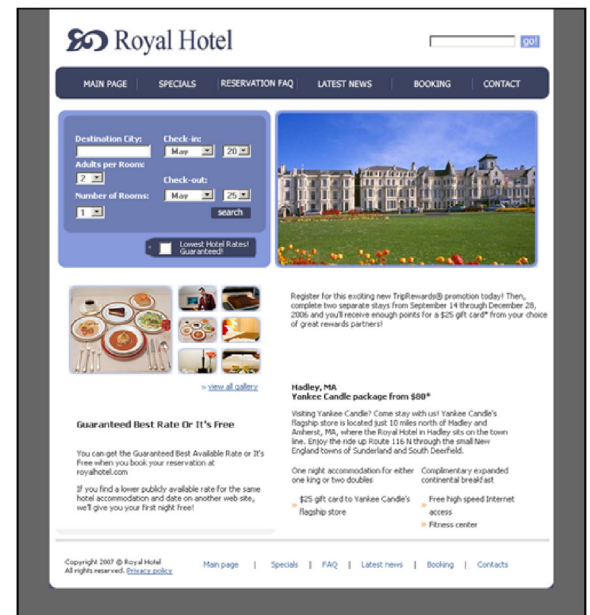 Royal Hotel
go!
MAIN PAGE SPECIALS RESERVATION FAQ LATEST NEWS BOOKING CONTACT
Destination City: Check-in:
May 20
Adults per Room:
2 Check-out:
Number of Rooms: May 25
1 search
Lowest Hotel Rates!
Guaranteed!
Register for this exciting new TripRewards® promotion today! Then,
complete two separate stays from September 14 through December 28,
2006 and you'll receive enough points for a $25 gift card* from your choice
of great rewards partners!
» view all gallery
Hadley, MA
Yankee Candle package from $80*
Visiting Yankee Candle? Come stay with us! Yankee Candle's
flagship store is located just 10 miles north of Hadley and
Amherst, MA, where the Royal Hotel in Hadley sits on the town
line. Enjoy the ride up Route 116 N through the small New
England towns of Sunderland and South Deerfield.
Guaranteed Best Rate Or It's Free
You can get the Guaranteed Best Available Rate or It's
Free when you book your reservation at
royalhotel.com
If you find a lower publicly available rate for the same
hotel accommodation and date on another web site,
we'll give you your first night free!
One night accommodation for either
one king or two doubles
» $25 gift card to Yankee Candle's
flagship store
Complimentary expanded
continental breakfast
» Free high speed Internet
access
» Fitness center
Copyright 2007 @ Royal Hotel
All rights reserved. Privacy policy
Main page | Specials | FAQ | Latest news | Booking | Contacts